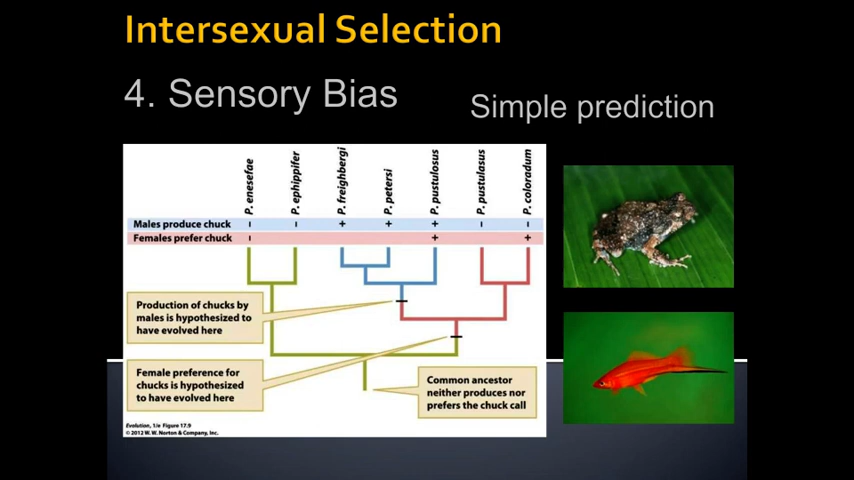 Intersexual Selection
4. Sensory Bias
Simple prediction
P. enesefae
P. ephippifer
P. freighbergi
P. petersi
P. pustulosus
P. pustulasus
P. coloradum
Males produce chuck - - + + + - -
Females prefer chuck - + +
Production of chucks by
males is hypothesized to
have evolved here
Female preference for
chucks is hypothesized
to have evolved here
Common ancestor
neither produces nor
prefers the chuck call
Evolution, 1/e Figure 17.9
© 2012 W. W. Norton & Company, Inc.